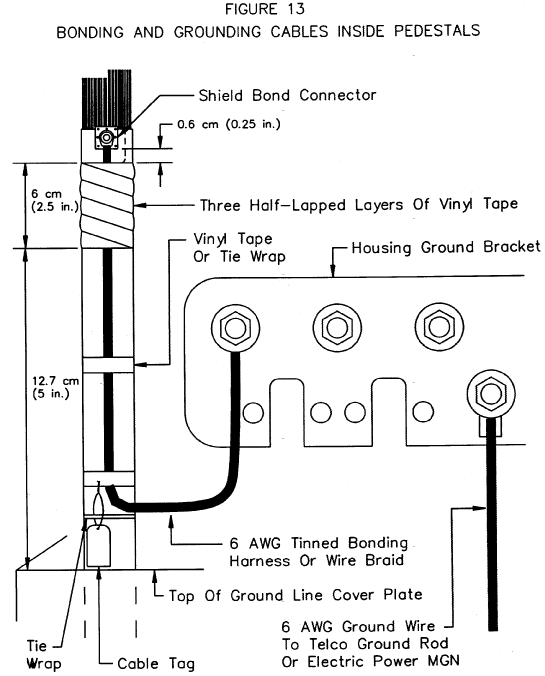 FIGURE 13
BONDING AND GROUNDING CABLES INSIDE PEDESTALS
Shield Bond Connector
0.6 cm (0.25 in.)
6 cm
(2.5 in.)
Three Half-Lapped Layers Of Vinyl Tape
Vinyl Tape
Or Tie Wrap
Housing Ground Bracket
12.7 cm
(5 in.)
6 AWG Tinned Bonding
Harness Or Wire Braid
Top Of Ground Line Cover Plate
6 AWG Ground Wire
To Telco Ground Rod
Or Electric Power MGN
Tie
Wrap
Cable Tag